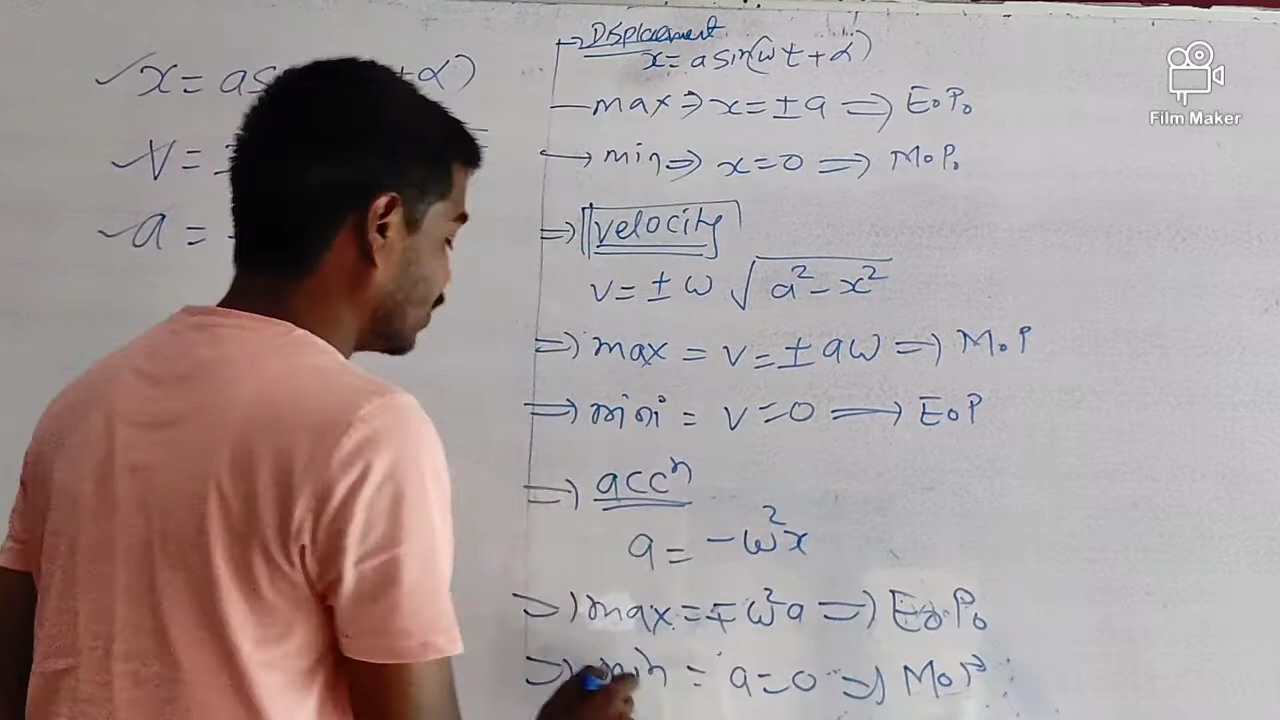 x = as +α)
v =
a =
Displacement
x = a sin(ωt+α)
max ⇒ x = ±a ⇒ E.P.
min ⇒ x=0 ⇒ M.P.
⇒ velocity
v = ± ω √a²-x²
⇒ max = v = ± aω ⇒ M.P
⇒ mini = v=0 → E.P
⇒ accⁿ
a = -ω²x
⇒ max = ∓ω²a ⇒ E.P.
⇒ min = a=0 ⇒ M.P
Film Maker